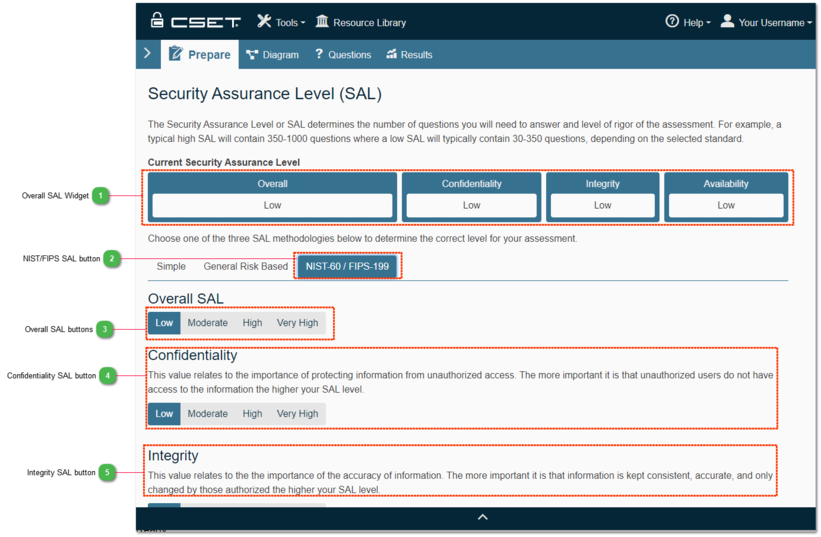 CSET Tools Resource Library Help Your Username
Prepare Diagram ? Questions Results
Security Assurance Level (SAL)
The Security Assurance Level or SAL determines the number of questions you will need to answer and level of rigor of the assessment. For example, a
typical high SAL will contain 350-1000 questions where a low SAL will typically contain 30-350 questions, depending on the selected standard.
Current Security Assurance Level
Overall SAL Widget 1
Overall Confidentiality Integrity Availability
Low Low Low Low
Choose one of the three SAL methodologies below to determine the correct level for your assessment.
NIST/FIPS SAL button 2
Simple General Risk Based NIST-60 / FIPS-199
Overall SAL
Overall SAL buttons 3
Low Moderate High Very High
Confidentiality
Confidentiality SAL button 4
This value relates to the importance of protecting information from unauthorized access. The more important it is that unauthorized users do not have
access to the information the higher your SAL level.
Low Moderate High Very High
Integrity
Integrity SAL button 5
This value relates to the the importance of the accuracy of information. The more important it is that information is kept consistent, accurate, and only
changed by those authorized the higher your SAL level.